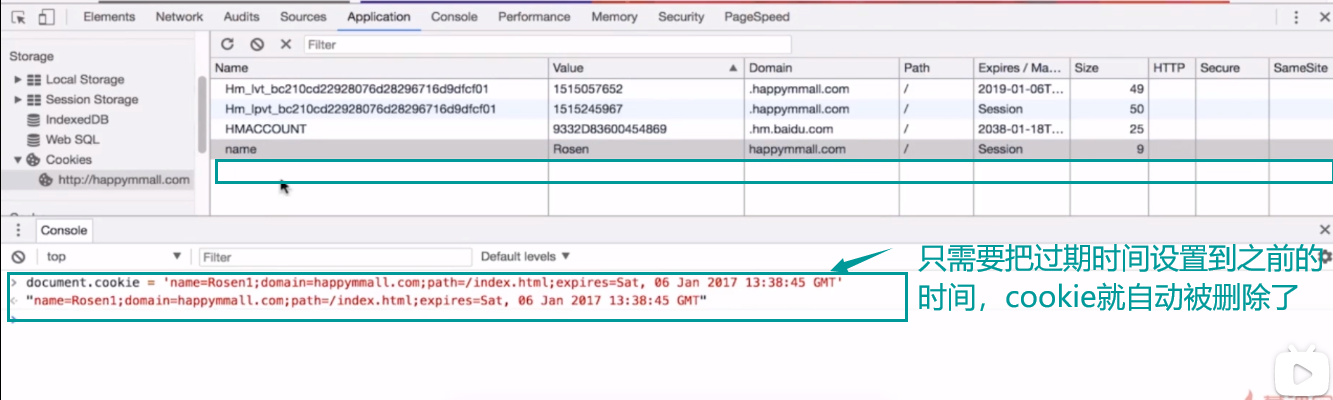 Elements Network Audits Sources Application Console Performance Memory Security PageSpeed
Filter
Storage
Local Storage
Session Storage
IndexedDB
Web SQL
Cookies
http://happymmall.com
Name Value Domain Path Expires / Ma... Size HTTP Secure SameSite
Hm_lvt_bc210cd22928076d28296716d9dfcf01 1515057652 .happymmall.com / 2019-01-06T... 49
Hm_lpvt_bc210cd22928076d28296716d9dfcf01 1515245967 .happymmall.com / Session 50
HMACCOUNT 9332D83600454869 .hm.baidu.com / 2038-01-18T... 25
name Rosen happymmall.com / Session 9
Console
top Filter Default levels
document.cookie = 'name=Rosen1;domain=happymmall.com;path=/index.html;expires=Sat, 06 Jan 2017 13:38:45 GMT'
"name=Rosen1;domain=happymmall.com;path=/index.html;expires=Sat, 06 Jan 2017 13:38:45 GMT"
只需要把过期时间设置到之前的
时间，cookie就自动被删除了